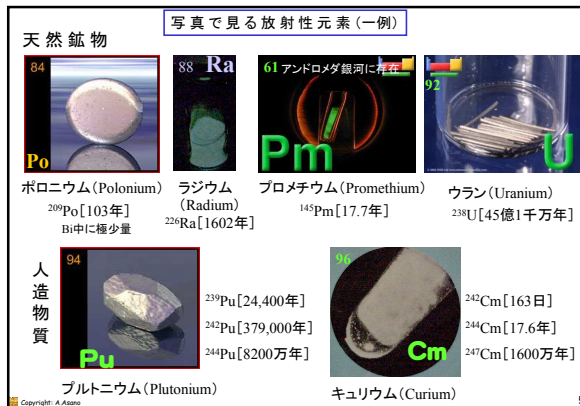 写真で見る放射性元素(一例)
天然鉱物
84
Po
88 Ra
61 アンドロメダ銀河に存在
Pm
92
U
ポロニウム(Polonium)
²⁰⁹Po[103年]
Bi中に極少量
ラジウム
(Radium)
²²⁶Ra[1602年]
プロメチウム(Promethium)
¹⁴⁵Pm[17.7年]
ウラン(Uranium)
²³⁸U[45億1千万年]
人造物質
94
Pu
²³⁹Pu[24,400年]
²⁴²Pu[379,000年]
²⁴⁴Pu[8200万年]
プルトニウム(Plutonium)
96
Cm
²⁴²Cm[163日]
²⁴⁴Cm[17.6年]
²⁴⁷Cm[1600万年]
キュリウム(Curium)
Copyright: A.Asano